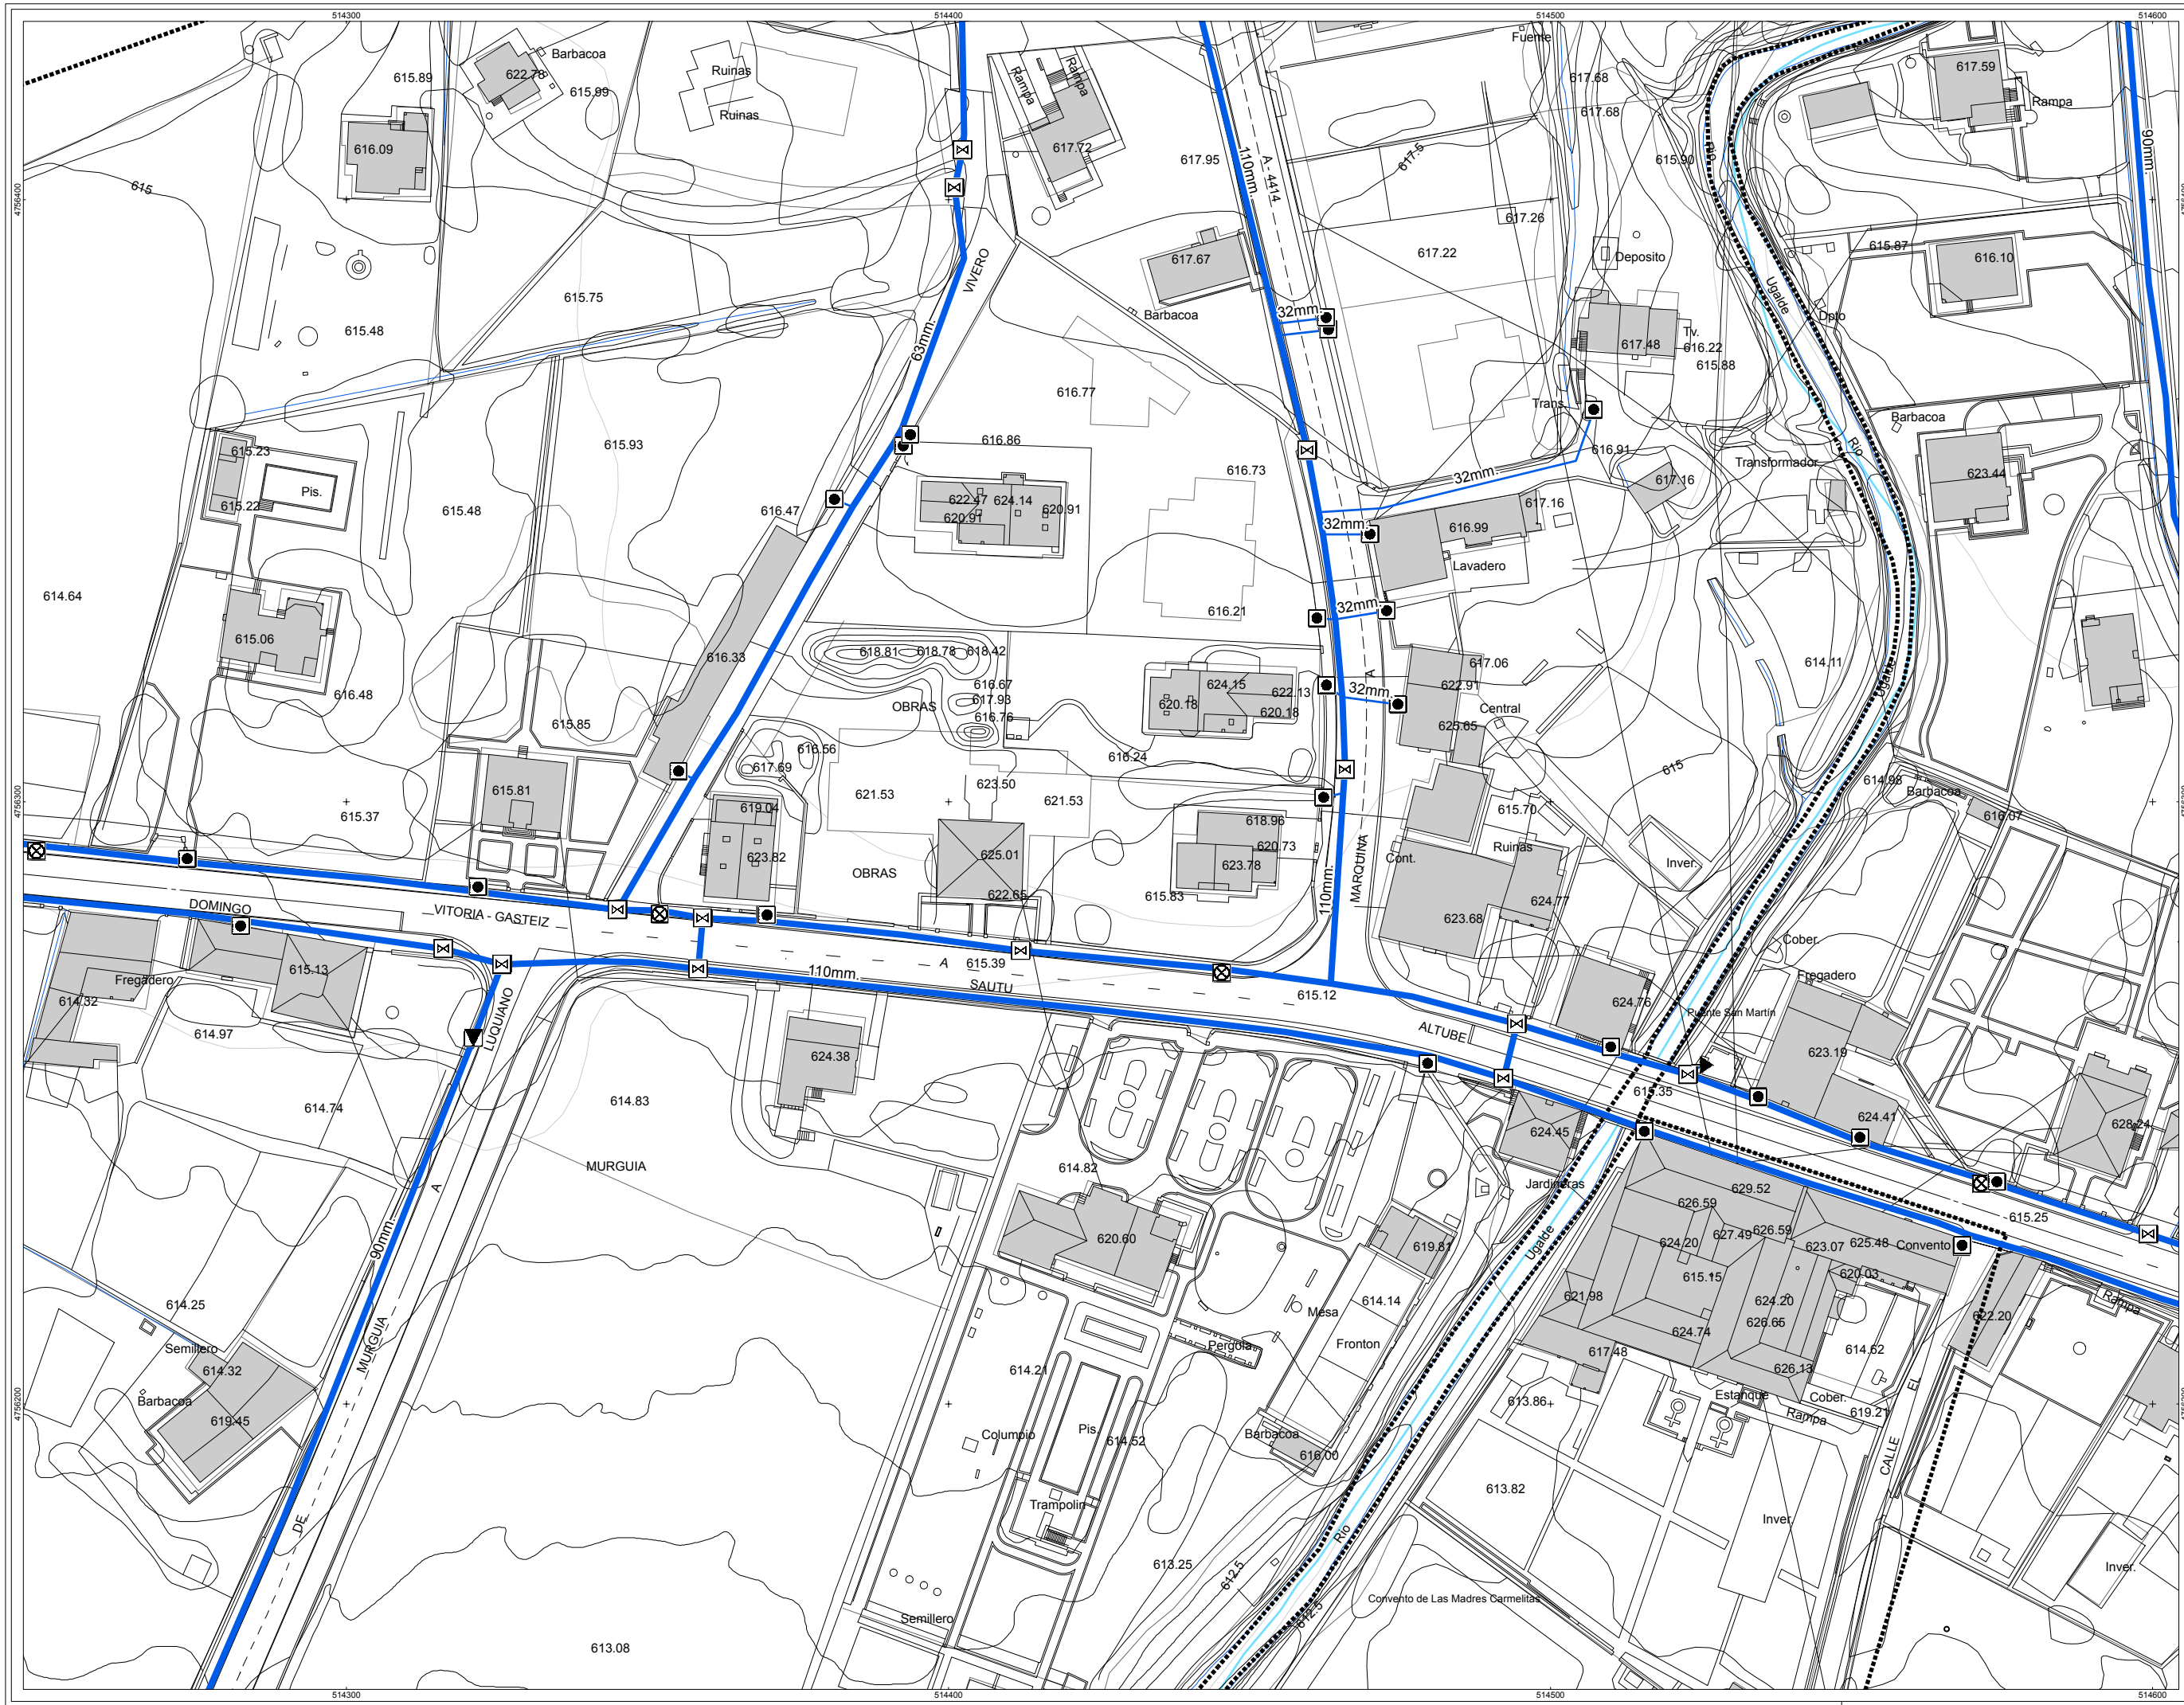 514300
514400
514500
514600
Barbacoa
622.78
615.89
615.99
616.09
Ruinas
Ruinas
Rampa
Rampa
617.72
617.95
110mm.
A - 4414
Fuente
617.68
617.68
617.5
615.90
Rio
617.59
Rampa
90mm.
4756400
615
617.26
617.22
Deposito
615.87
616.10
617.67
Barbacoa
VIVERO
63mm.
615.75
615.48
32mm.
Ugalde
Dpto
Tv.
617.48
616.22
615.88
616.77
616.86
615.93
Trans.
616.91
Barbacoa
Rio
623.44
Transformador
617.16
615.23
Pis.
615.22
615.48
616.47
622.47
624.14
620.91
620.91
616.73
32mm.
32mm.
616.99
617.16
Lavadero
614.64
615.06
616.48
616.33
618.81
618.78
618.42
616.67
617.93
616.76
OBRAS
616.21
32mm.
624.15
622.13
620.18
620.18
32mm.
A
617.06
622.91
625.65
Central
614.11
Ugalde
615.85
615.81
616.56
617.69
619.04
623.82
616.24
623.50
621.53
621.53
615
614.98
Barbacoa
616.07
4756300
615.37
625.01
622.65
OBRAS
618.96
620.73
623.78
615.83
110mm.
MARQUINA
Cont.
615.70
Ruinas
Inver.
623.68
624.77
DOMINGO
VITORIA - GASTEIZ
A
615.39
SAUTU
615.12
ALTUBE
Cober.
Fregadero
624.76
Puente San Martín
623.19
Fregadero
615.13
614.32
614.97
LUQUIANO
110mm.
624.38
614.74
614.83
MURGUIA
614.82
615.35
624.45
624.41
628.24
Jardineras
629.52
626.59
627.49
626.59
624.20
623.07
625.48
Convento
615.25
615.15
620.03
621.98
624.20
626.65
624.74
626.13
617.48
614.62
622.20
Rampa
A
90mm.
MURGUIA
DE
614.25
Semillero
614.32
Barbacoa
619.45
620.60
619.81
Ugalde
Mesa
614.14
Fronton
Pergola
614.21
Columpio
Pis.
614.52
Trampolin
Barbacoa
616.00
613.86
Estanque
Cober.
Rampa
619.21
EL
CALLE
4756200
613.82
Inver.
Inver.
Rio
613.25
612.5
612.5
Convento de Las Madres Carmelitas
Semillero
613.08
514300
514400
514500
514600